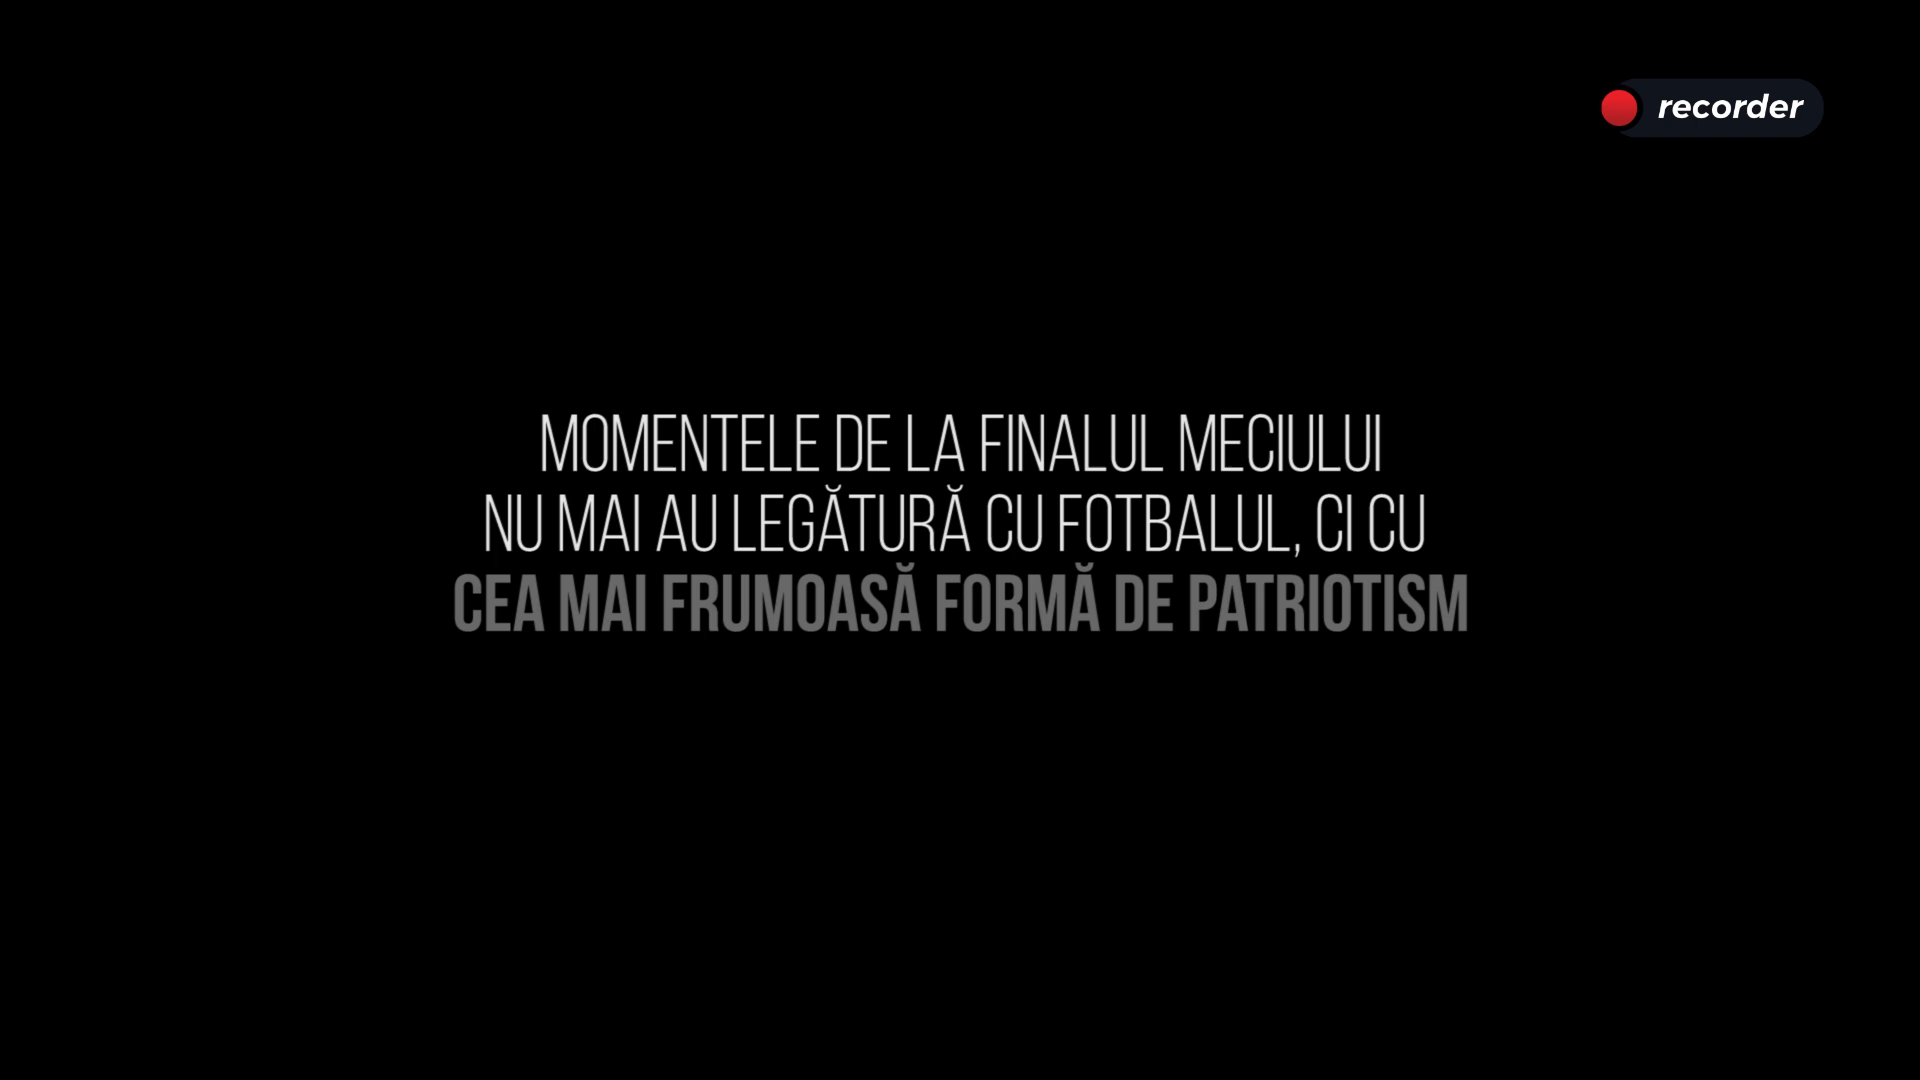 recorder
MOMENTELE DE LA FINALUL MECIULUI
NU MAI AU LEGĂTURĂ CU FOTBALUL, CI CU
CEA MAI FRUMOASĂ FORMĂ DE PATRIOTISM